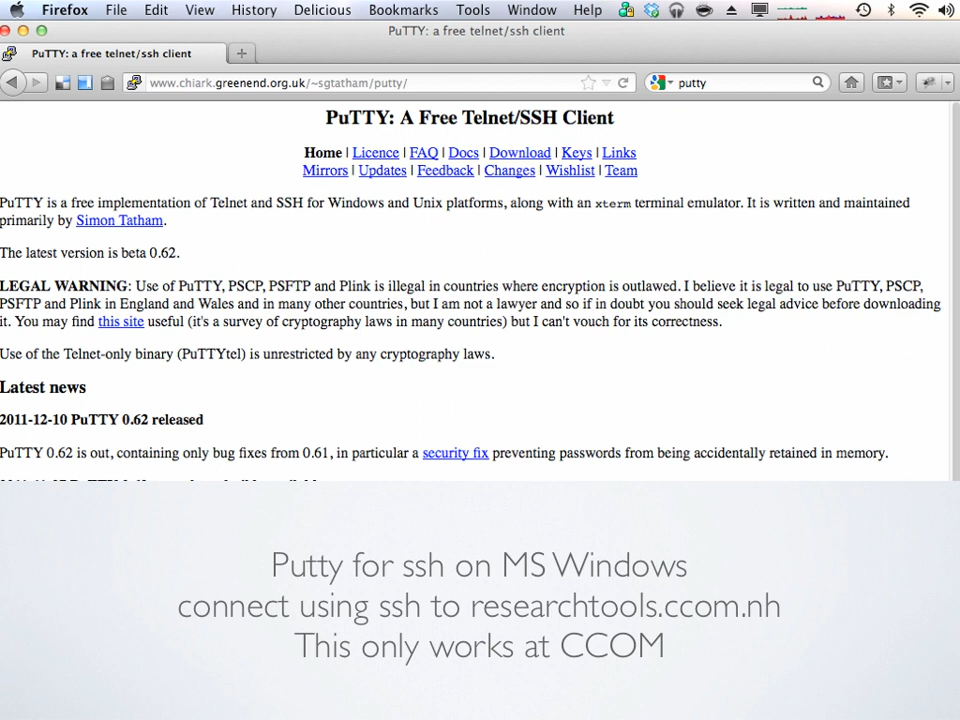 Firefox File Edit View History Delicious Bookmarks Tools Window Help
PuTTY: a free telnet/ssh client
PuTTY: a free telnet/ssh client
www.chiark.greenend.org.uk/~sgtatham/putty/ putty
PuTTY: A Free Telnet/SSH Client
Home | Licence | FAQ | Docs | Download | Keys | Links
Mirrors | Updates | Feedback | Changes | Wishlist | Team
PuTTY is a free implementation of Telnet and SSH for Windows and Unix platforms, along with an xterm terminal emulator. It is written and maintained
primarily by Simon Tatham.
The latest version is beta 0.62.
LEGAL WARNING: Use of PuTTY, PSCP, PSFTP and Plink is illegal in countries where encryption is outlawed. I believe it is legal to use PuTTY, PSCP,
PSFTP and Plink in England and Wales and in many other countries, but I am not a lawyer and so if in doubt you should seek legal advice before downloading
it. You may find this site useful (it's a survey of cryptography laws in many countries) but I can't vouch for its correctness.
Use of the Telnet-only binary (PuTTYtel) is unrestricted by any cryptography laws.
Latest news
2011-12-10 PuTTY 0.62 released
PuTTY 0.62 is out, containing only bug fixes from 0.61, in particular a security fix preventing passwords from being accidentally retained in memory.
Putty for ssh on MS Windows
connect using ssh to researchtools.ccom.nh
This only works at CCOM